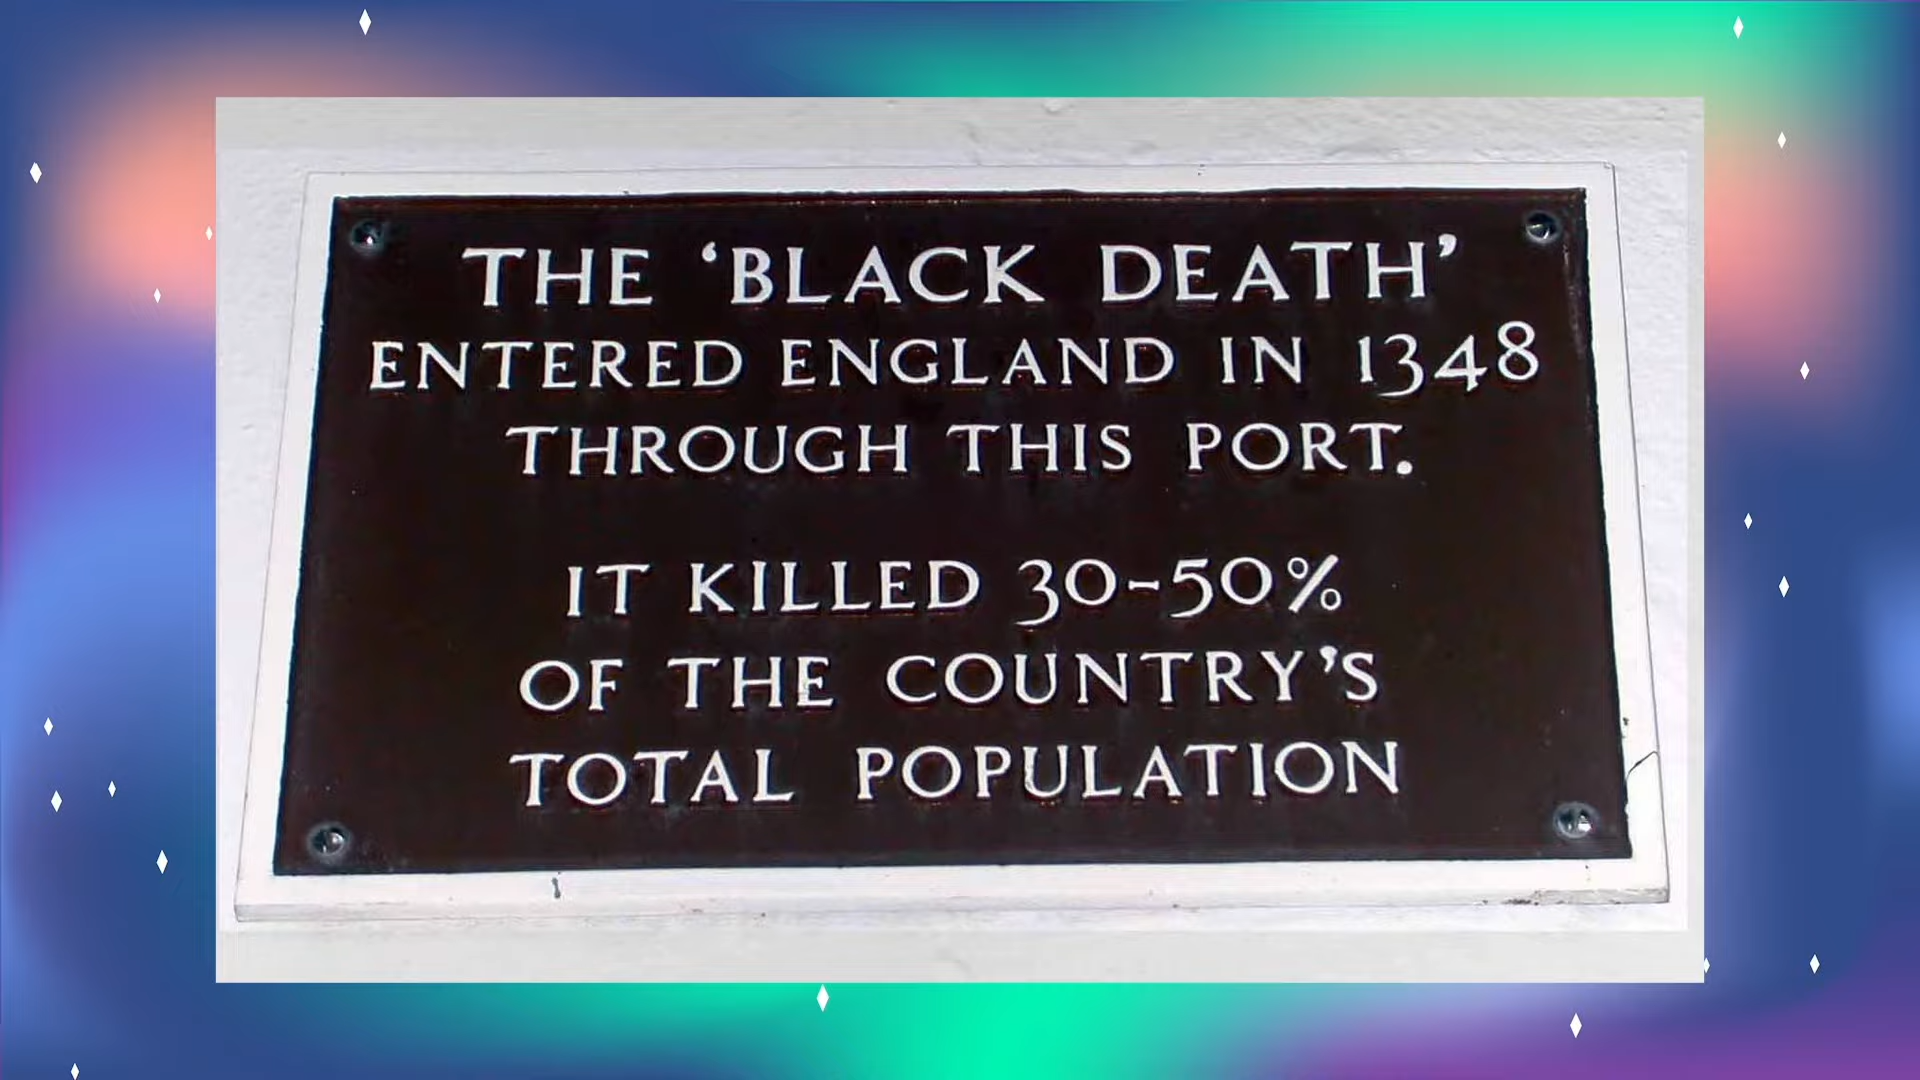 THE ‘BLACK DEATH’
ENTERED ENGLAND IN 1348
THROUGH THIS PORT.
IT KILLED 30-50%
OF THE COUNTRY’S
TOTAL POPULATION